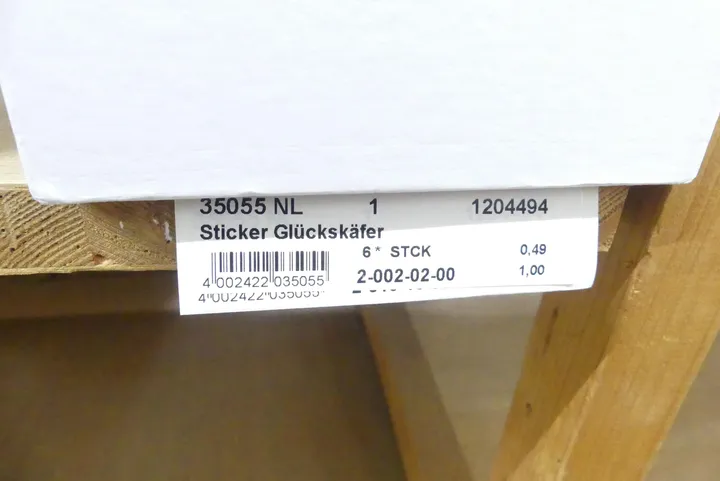 35055 NL 1 1204494
Sticker Glückskäfer
6 * STCK 0,49
4 002422 035055 2-002-02-00 1,00
4 002422 035055